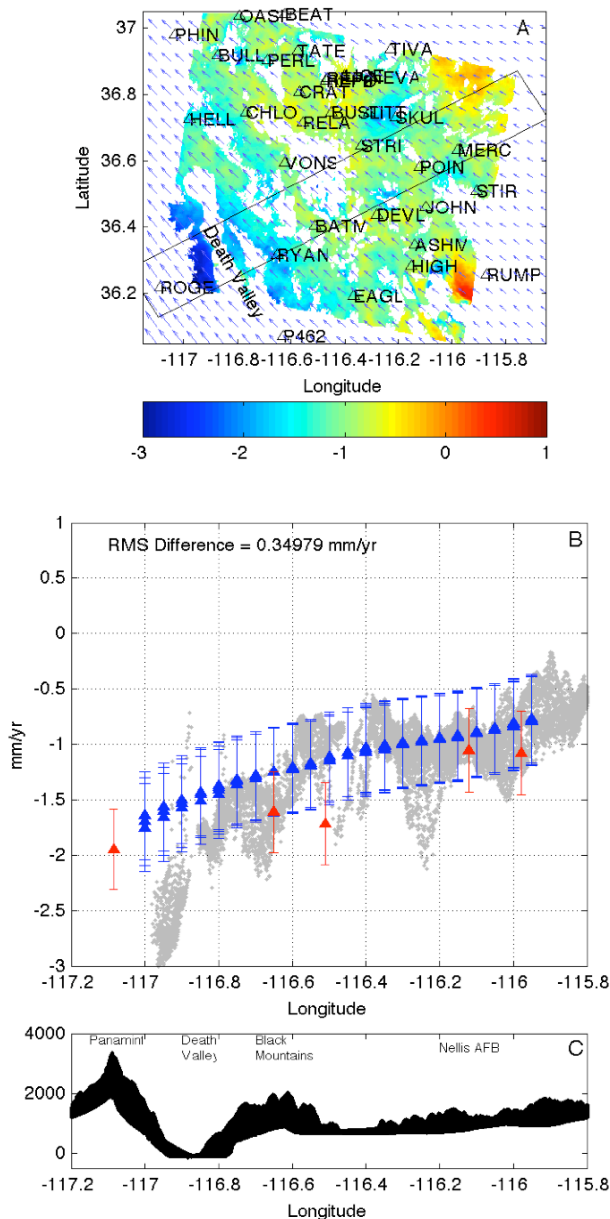 A
OASI BEAT
PHIN
TATE TIVA
BULL PERL
CRAT
CHLO
HELL
RELA
SKUL
STRI
VONS
MERC
POIN
STIR
JOHN
DEVL
BATM
ASHM
RYAN
HIGH
RUMP
ROGE
EAGL
P462
Death Valley
Latitude
37
36.8
36.6
36.4
36.2
-117 -116.8 -116.6 -116.4 -116.2 -116 -115.8
Longitude
-3 -2 -1 0 1
B
RMS Difference = 0.34979 mm/yr
mm/yr
1
0.5
0
-0.5
-1
-1.5
-2
-2.5
-3
-117.2 -117 -116.8 -116.6 -116.4 -116.2 -116 -115.8
Longitude
C
Panamint
Death
Valley
Black
Mountains
Nellis AFB
4000
2000
0
-117.2 -117 -116.8 -116.6 -116.4 -116.2 -116 -115.8
Longitude